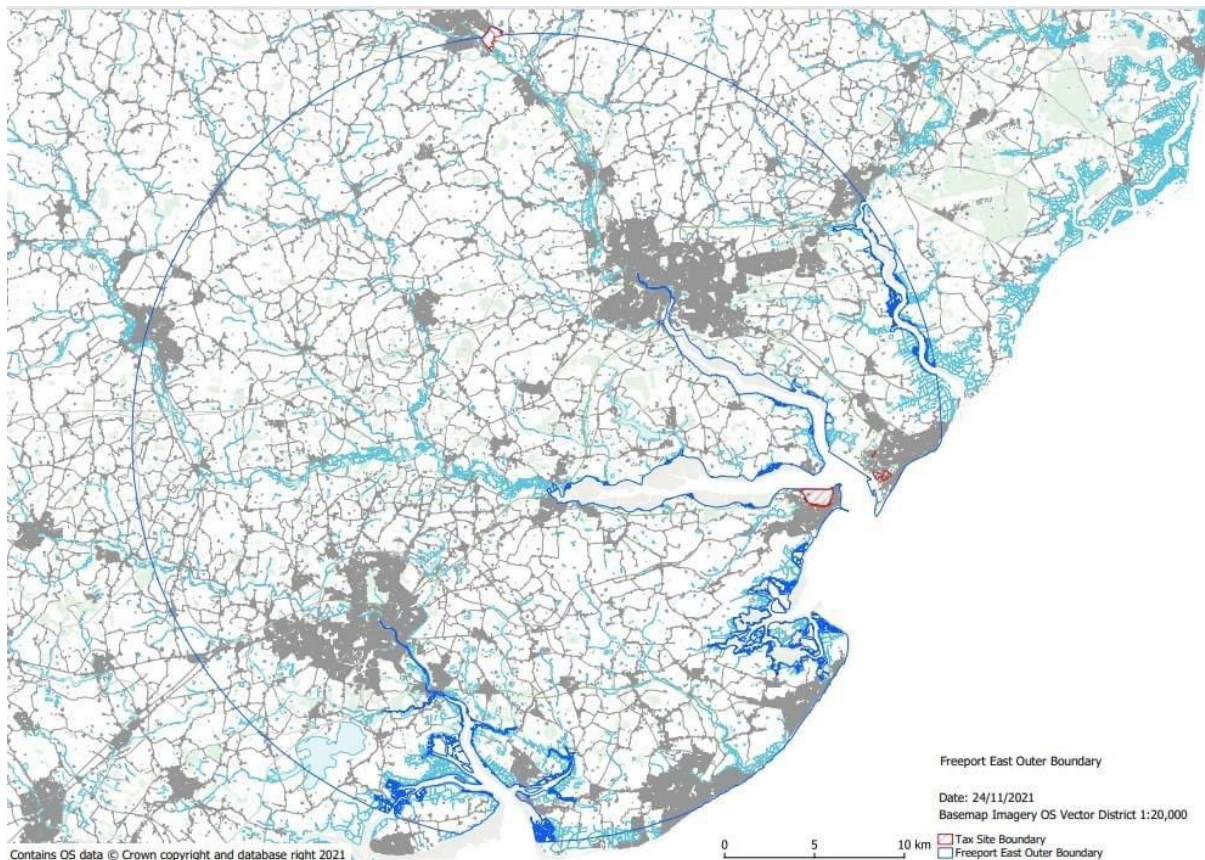 Freeport East Outer Boundary
Date: 24/11/2021
Basemap Imagery OS Vector District 1:20,000
Tax Site Boundary
Freeport East Outer Boundary
0 5 10 km
Contains OS data © Crown copyright and database right 2021